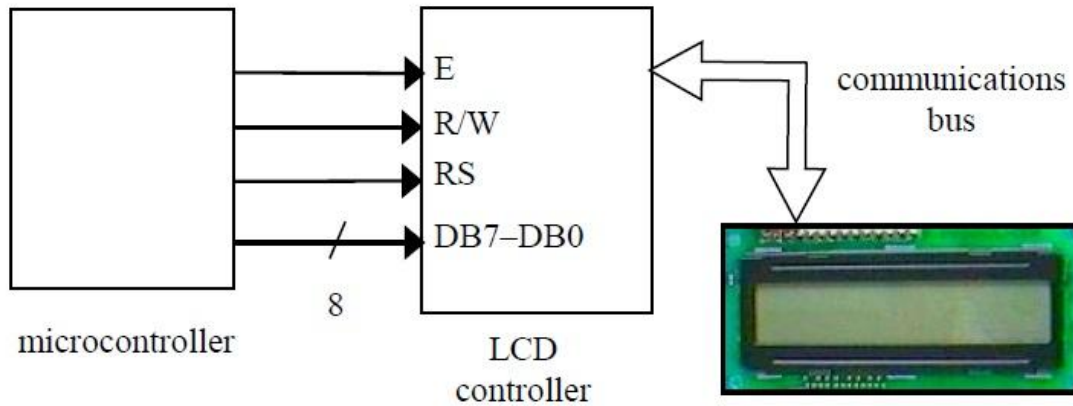 E
R/W
RS
DB7–DB0
8
microcontroller
LCD
controller
communications
bus